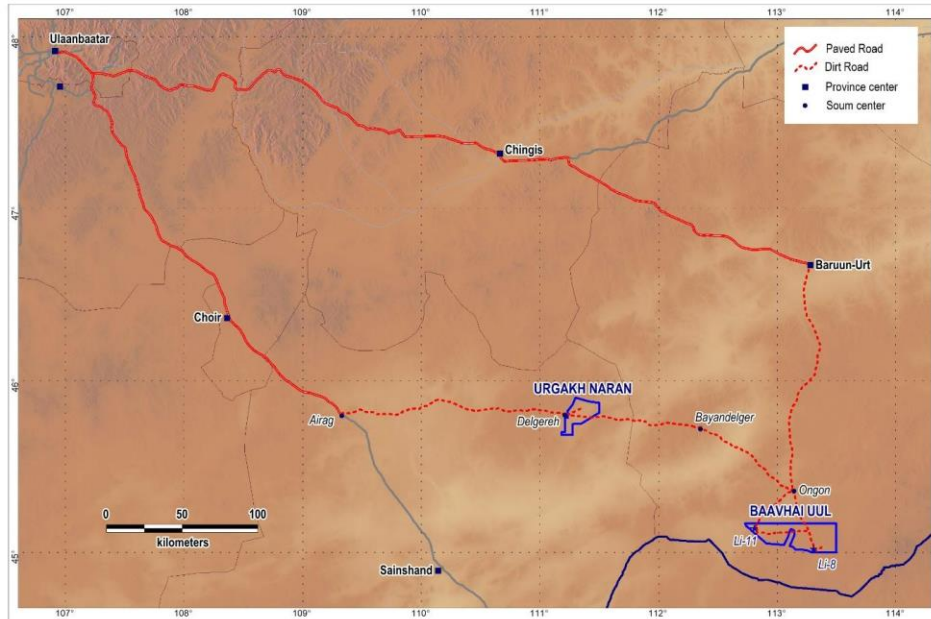 107°
108°
109°
110°
111°
112°
113°
114°
48°
47°
46°
45°
Ulaanbaatar
Paved Road
Dirt Road
Province center
Soum center
Chingis
Baruun-Urt
Choir
URGAKH NARAN
Airag
Delgereh
Bayandelger
Ongon
BAAVHAI UUL
Li-11
Li-8
0 50 100
kilometers
Sainshand
107°
108°
109°
110°
111°
112°
113°
114°